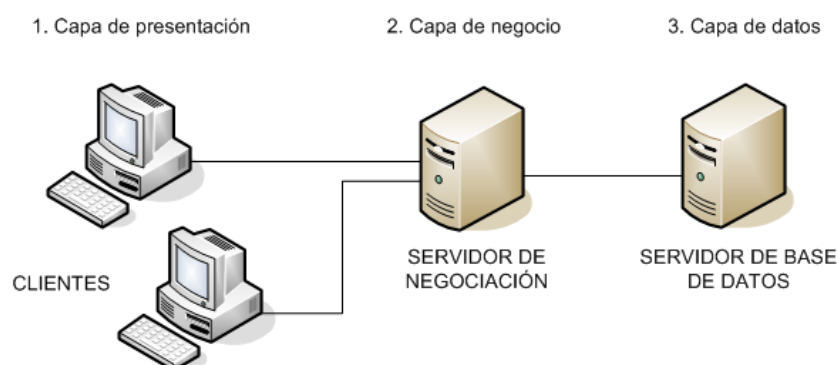 1. Capa de presentación
2. Capa de negocio
3. Capa de datos
CLIENTES
SERVIDOR DE
NEGOCIACIÓN
SERVIDOR DE BASE
DE DATOS